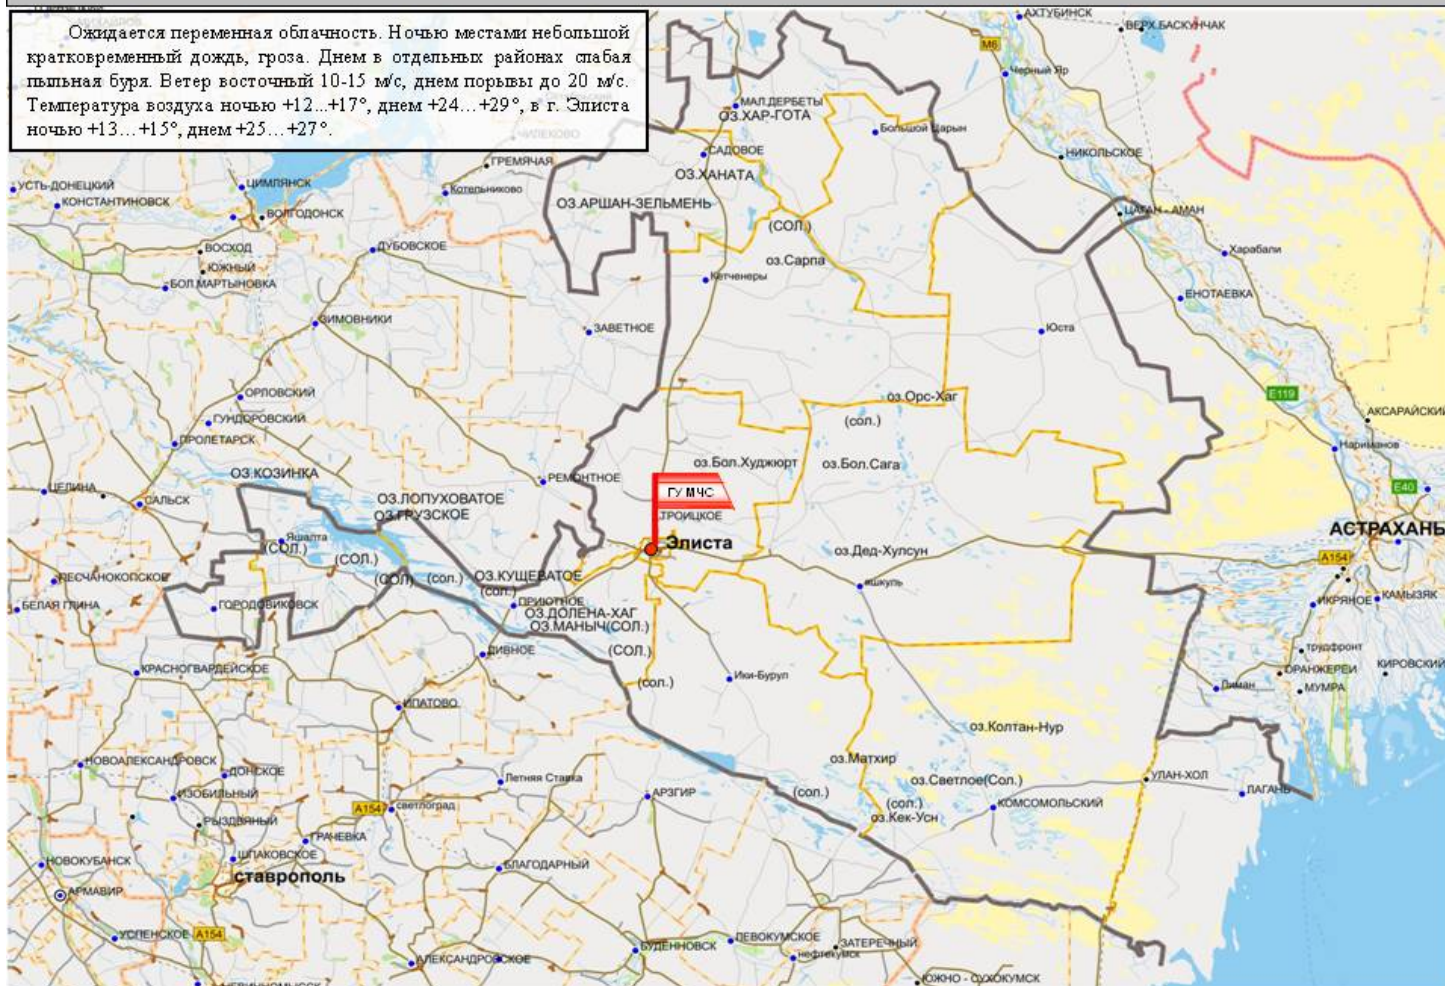 Ожидается переменная облачность. Ночью местами небольшой
кратковременный дождь, гроза. Днем в отдельных районах слабая
пыльная буря. Ветер восточный 10-15 м/с, днем порывы до 20 м/с.
Температура воздуха ночью +12...+17°, днем +24…+29°, в г. Элиста
ночью +13…+15°, днем +25…+27°.
АХТУБИНСК
ВЕРХ.БАСКУНЧАК
М6
Черный Яр
МАЛ.ДЕРБЕТЫ
ОЗ.ХАР-ГОТА
Большой Царын
ЧИЛЕКОВО
ГРЕМЯЧАЯ
САДОВОЕ
НИКОЛЬСКОЕ
ОЗ.ХАНАТА
УСТЬ-ДОНЕЦКИЙ
ЦИМЛЯНСК
Котельниково
КОНСТАНТИНОВСК
ВОЛГОДОНСК
ОЗ.АРШАН-ЗЕЛЬМЕНЬ
ЦАГАН - АМАН
(СОЛ.)
ВОСХОД
ДУБОВСКОЕ
Харабали
ЮЖНЫЙ
оз.Сарпа
БОЛ.МАРТЫНОВКА
Кетченеры
ЕНОТАЕВКА
ЗИМОВНИКИ
ЗАВЕТНОЕ
Юста
ОРЛОВСКИЙ
оз.Орс-Хаг
Е119
ГУНДОРОВСКИЙ
(сол.)
АКСАРАЙСКИЙ
ПРОЛЕТАРСК
Нариманов
оз.Бол.Худжюрт
оз.Бол.Сага
ОЗ.КОЗИНКА
РЕМОНТНОЕ
ЦЕЛИНА
САЛЬСК
ГУ МЧС
Е40
ОЗ.ЛОПУХОВАТОЕ
ОЗ.ГРУЗСКОЕ
ТРОИЦКОЕ
АСТРАХАНЬ
Яшалта
(СОЛ.)
Элиста
оз.Дед-Хулсун
(СОЛ.)
А154
ПЕСЧАНОКОПСКОЕ
(СОЛ)
(сол.)
ОЗ.КУЩЕВАТОЕ
(сол.)
яшкуль
БЕЛАЯ ГЛИНА
ГОРОДОВИКОВСК
ПРИЮТНОЕ
ИКРЯНОЕ
КАМЫЗЯК
ОЗ.ДОЛЕНА-ХАГ
ОЗ.МАНЫЧ(СОЛ.)
ДИВНОЕ
(СОЛ.)
трудфронт
КРАСНОГВАРДЕЙСКОЕ
Ики-Бурул
ОРАНЖЕРЕИ
КИРОВСКИЙ
(сол.)
Лиман
МУМРА
ИПАТОВО
оз.Колтан-Нур
НОВОАЛЕКСАНДРОВСК
оз.Матхир
ДОНСКОЕ
Летняя Ставка
оз.Светлое(Сол.)
УЛАН-ХОЛ
ИЗОБИЛЬНЫЙ
АРЗГИР
(сол.)
ЛАГАНЬ
А154
светлоград
(сол.)
КОМСОМОЛЬСКИЙ
РЫЗДВЯНЫЙ
оз.Кек-Усн
ГРАЧЕВКА
НОВОКУБАНСК
ШПАКОВСКОЕ
БЛАГОДАРНЫЙ
ставрополь
АРМАВИР
УСПЕНСКОЕ
А154
БУДЕННОВСК
ЛЕВОКУМСКОЕ
ЗАТЕРЕЧНЫЙ
АЛЕКСАНДРОВСКОЕ
нефтекумск
ЮЖНО - СУХОКУМСК